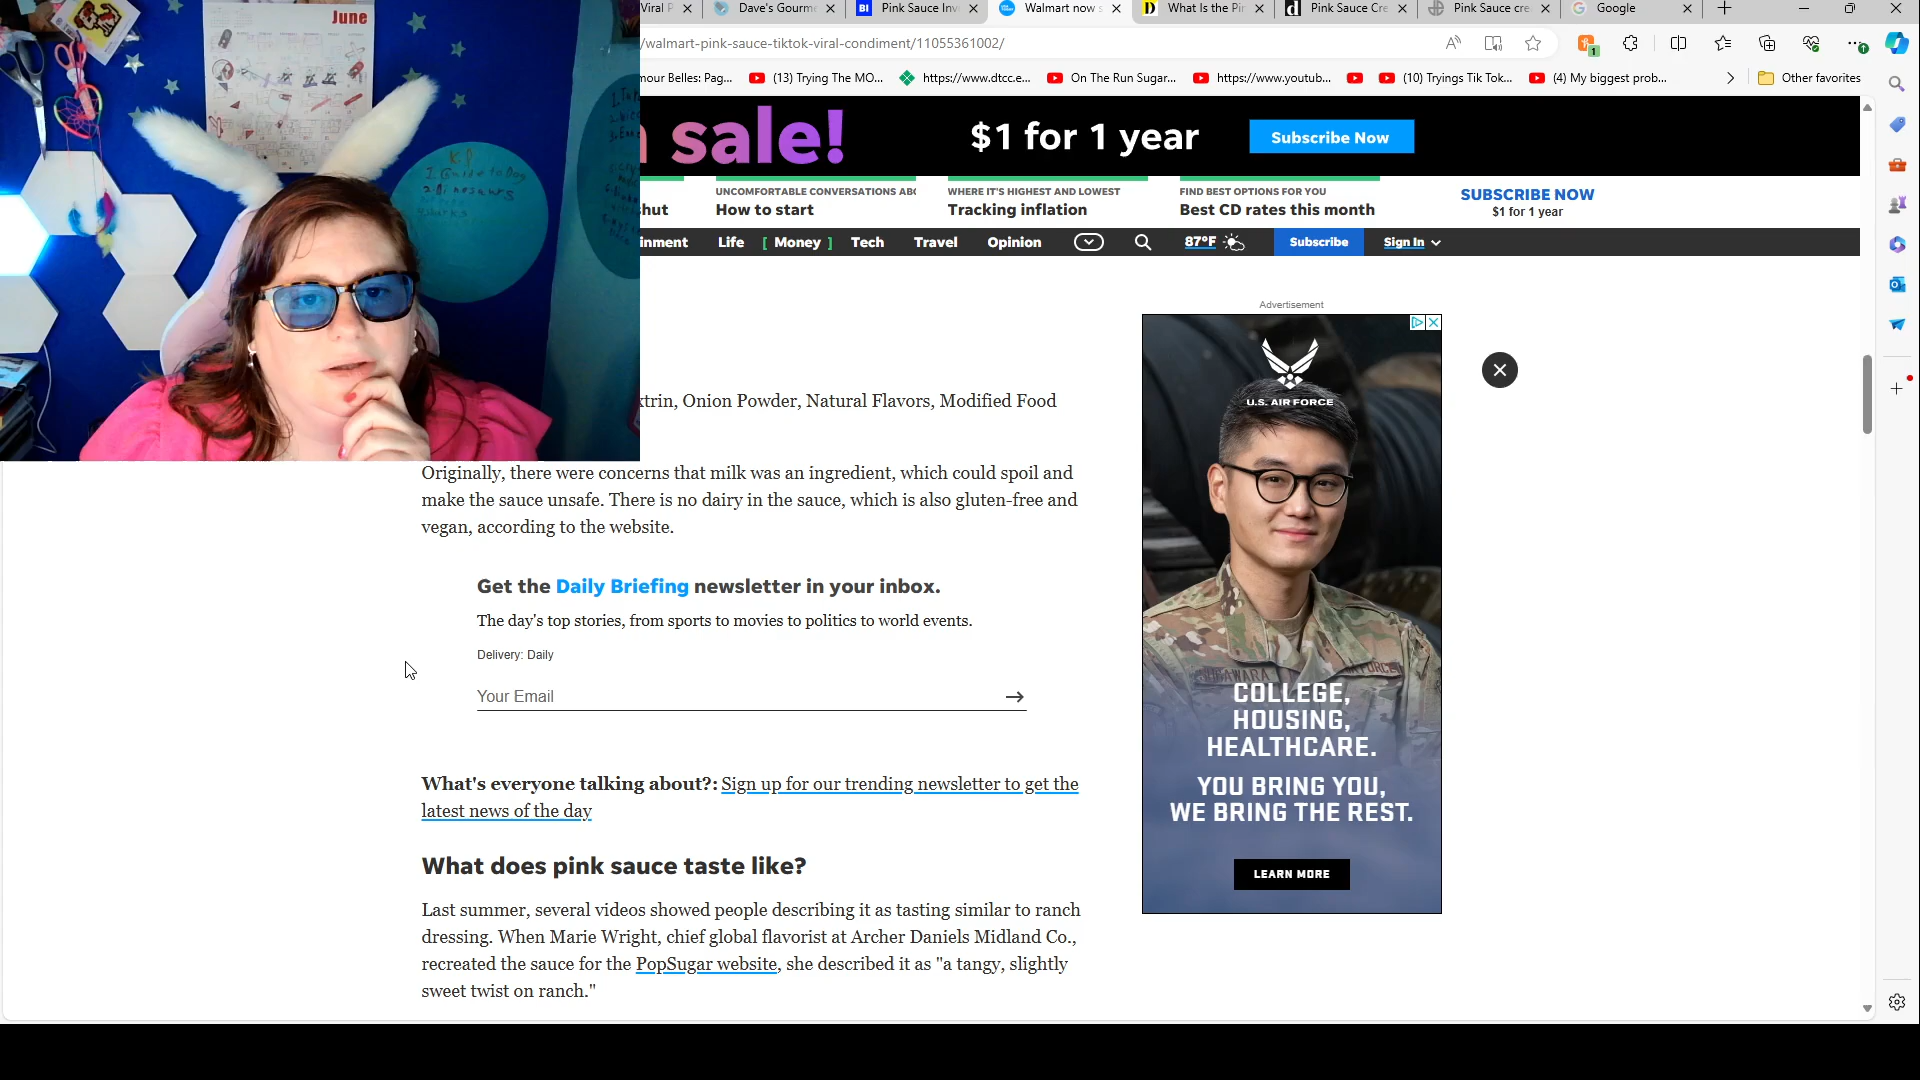 June
K.P
1. Guide to Dog
2. Dinosaurs
Viral P
Dave's Gourme
BI
Pink Sauce Inv
Walmart now s
D
What Is the Pin
d
Pink Sauce Cre
Pink Sauce cre
G
Google
/walmart-pink-sauce-tiktok-viral-condiment/11055361002/
1
mour Belles: Pag...
(13) Trying The MO...
https://www.dtcc.e...
On The Run Sugar...
https://www.youtub...
(10) Tryings Tik Tok...
(4) My biggest prob...
Other favorites
sale!
$1 for 1 year
Subscribe Now
UNCOMFORTABLE CONVERSATIONS ABO
WHERE IT'S HIGHEST AND LOWEST
FIND BEST OPTIONS FOR YOU
SUBSCRIBE NOW
hut
How to start
Tracking inflation
Best CD rates this month
$1 for 1 year
inment
Life
[ Money ]
Tech
Travel
Opinion
87°F
Subscribe
Sign In
Advertisement
U.S. AIR FORCE
xtrin, Onion Powder, Natural Flavors, Modified Food
Originally, there were concerns that milk was an ingredient, which could spoil and
make the sauce unsafe. There is no dairy in the sauce, which is also gluten-free and
vegan, according to the website.
Get the Daily Briefing newsletter in your inbox.
The day's top stories, from sports to movies to politics to world events.
Delivery: Daily
Your Email
COLLEGE,
HOUSING,
HEALTHCARE.
YOU BRING YOU,
WE BRING THE REST.
LEARN MORE
What's everyone talking about?: Sign up for our trending newsletter to get the
latest news of the day
What does pink sauce taste like?
Last summer, several videos showed people describing it as tasting similar to ranch
dressing. When Marie Wright, chief global flavorist at Archer Daniels Midland Co.,
recreated the sauce for the PopSugar website, she described it as "a tangy, slightly
sweet twist on ranch."